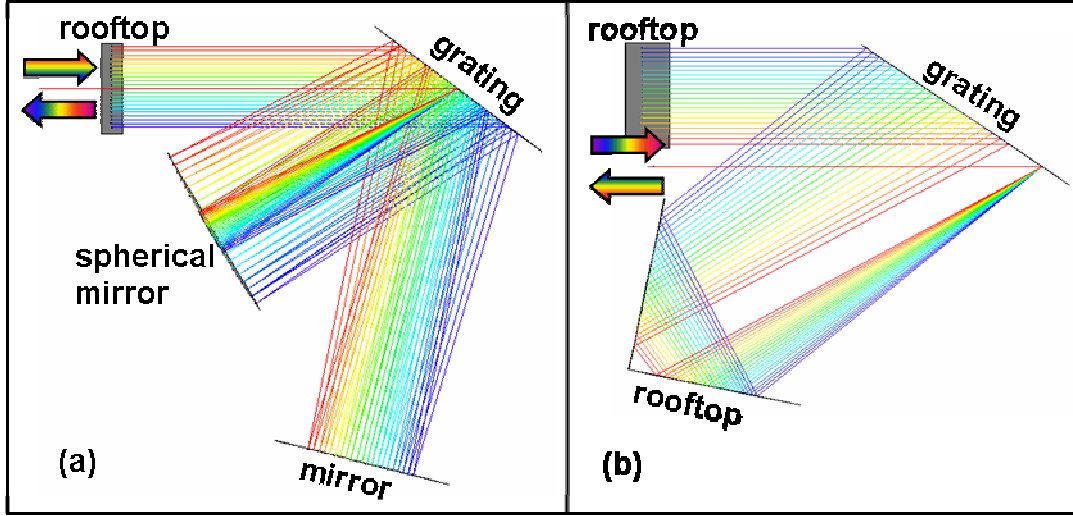 rooftop
grating
spherical
mirror
mirror
(a)
rooftop
grating
rooftop
(b)